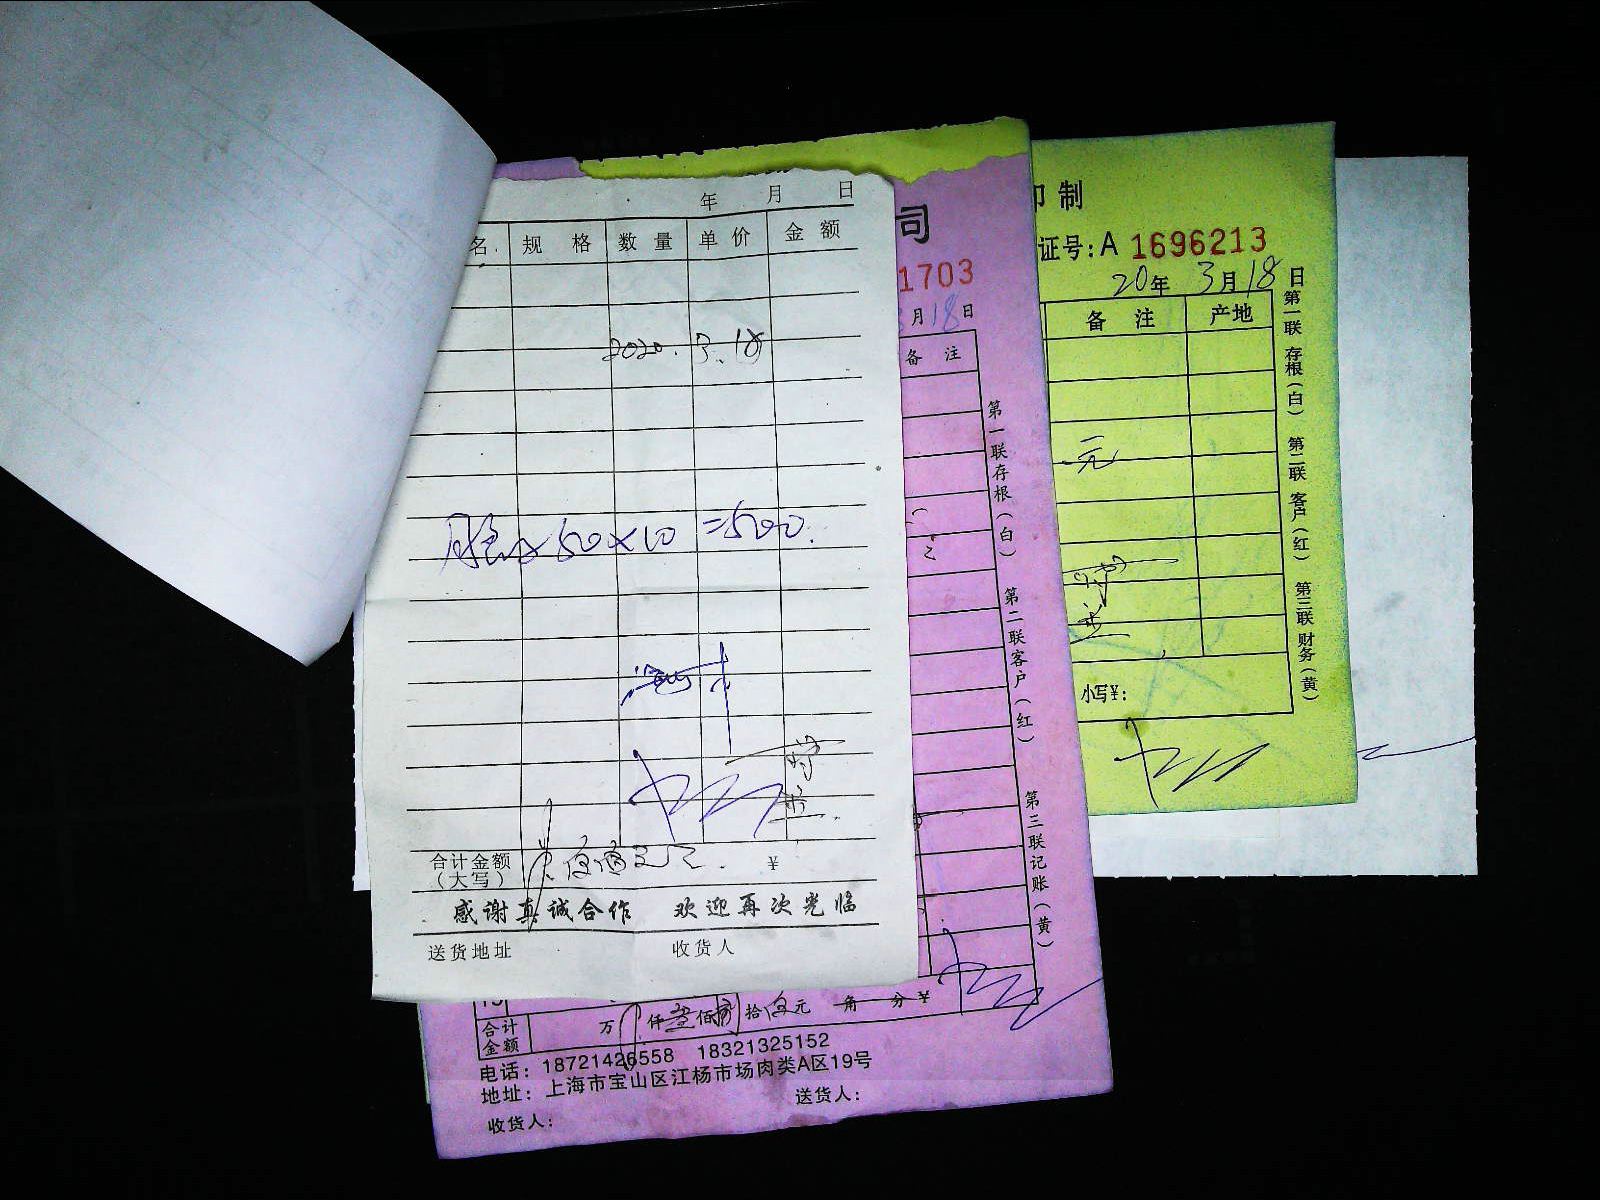 年 月 日
名 规格 数量 单价 金额
2020.3.18
×50×10=500.
合计金额
（大写）
¥
感谢真诚合作 欢迎再次光临
送货地址 收货人
司
1703
月18日
备注
第一联存根（白） 第二联客户（红） 第三联记账（黄）
合计金额 万 仟壹佰 拾 元 角 分 ¥
电话：18721426558 18321325152
地址：上海市宝山区江杨市场肉类A区19号
收货人： 送货人：
印制
证号:A 1696213
20年 3月18日
备注 产地
元
小写¥:
第一联 存根（白） 第二联 客户（红） 第三联 财务（黄）